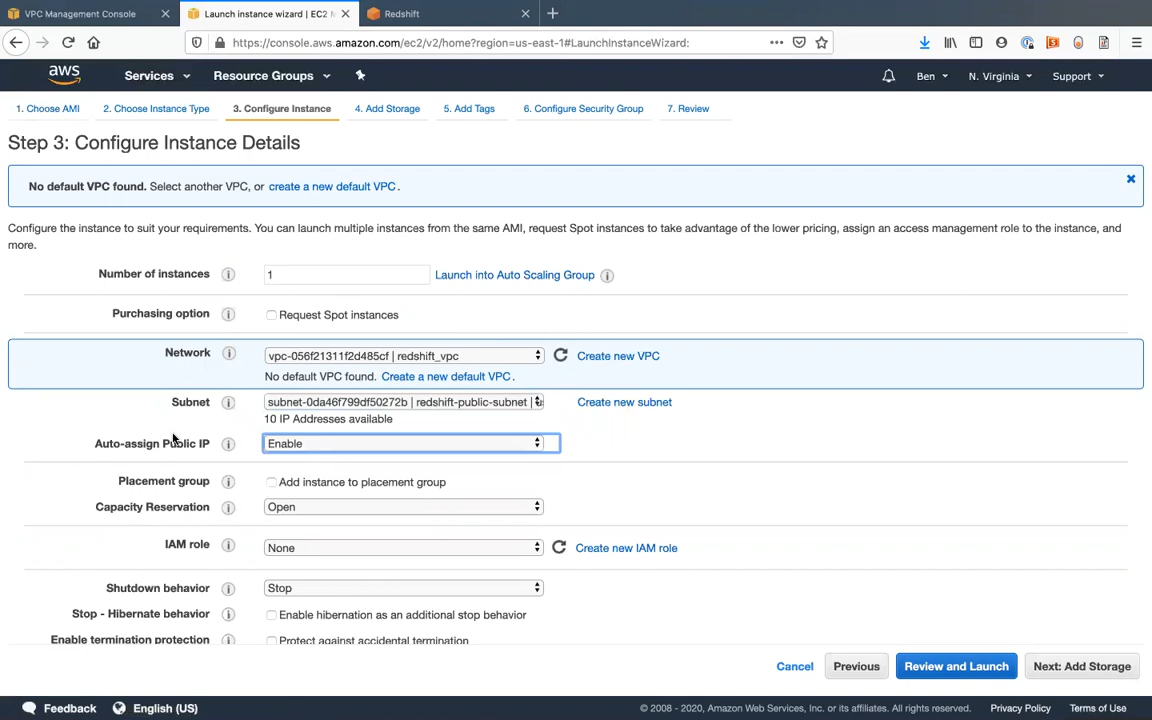 VPC Management Console
Launch instance wizard | EC2 M
Redshift
https://console.aws.amazon.com/ec2/v2/home?region=us-east-1#LaunchInstanceWizard:
aws
Services
Resource Groups
Ben
N. Virginia
Support
1. Choose AMI
2. Choose Instance Type
3. Configure Instance
4. Add Storage
5. Add Tags
6. Configure Security Group
7. Review
Step 3: Configure Instance Details
No default VPC found. Select another VPC, or create a new default VPC.
Configure the instance to suit your requirements. You can launch multiple instances from the same AMI, request Spot instances to take advantage of the lower pricing, assign an access management role to the instance, and
more.
Number of instances
1
Launch into Auto Scaling Group
Purchasing option
Request Spot instances
Network
vpc-056f21311f2d485cf | redshift_vpc
Create new VPC
No default VPC found. Create a new default VPC.
Subnet
subnet-0da46f799df50272b | redshift-public-subnet |
Create new subnet
10 IP Addresses available
Auto-assign Public IP
Enable
Placement group
Add instance to placement group
Capacity Reservation
Open
IAM role
None
Create new IAM role
Shutdown behavior
Stop
Stop - Hibernate behavior
Enable hibernation as an additional stop behavior
Enable termination protection
Protect against accidental termination
Cancel
Previous
Review and Launch
Next: Add Storage
Feedback
English (US)
© 2008 - 2020, Amazon Web Services, Inc. or its affiliates. All rights reserved.
Privacy Policy
Terms of Use